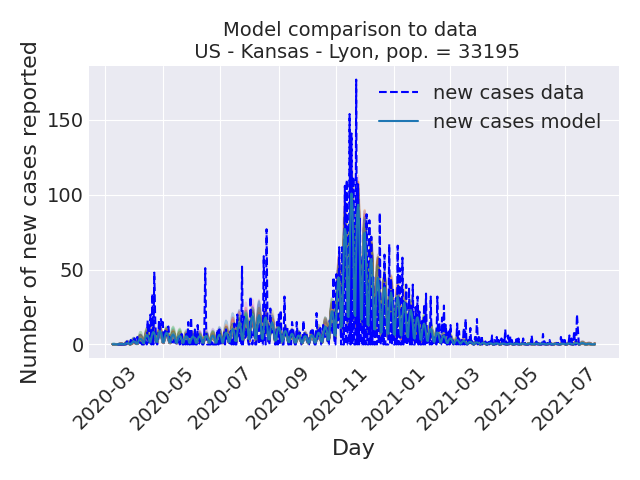 Model comparison to data
US - Kansas - Lyon, pop. = 33195
Number of new cases reported
150
100
50
0
new cases data
new cases model
2020-03
2020-05
2020-07
2020-09
2020-11
2021-01
2021-03
2021-05
2021-07
Day